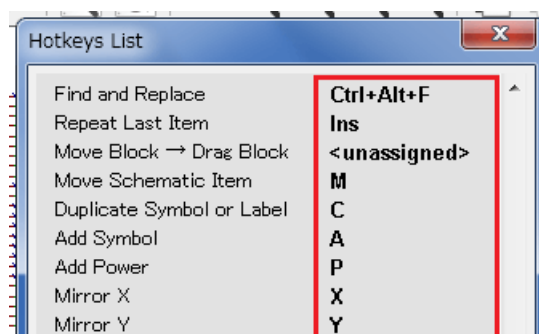 Hotkeys List
Find and Replace Ctrl+Alt+F
Repeat Last Item Ins
Move Block → Drag Block <unassigned>
Move Schematic Item M
Duplicate Symbol or Label C
Add Symbol A
Add Power P
Mirror X X
Mirror Y Y